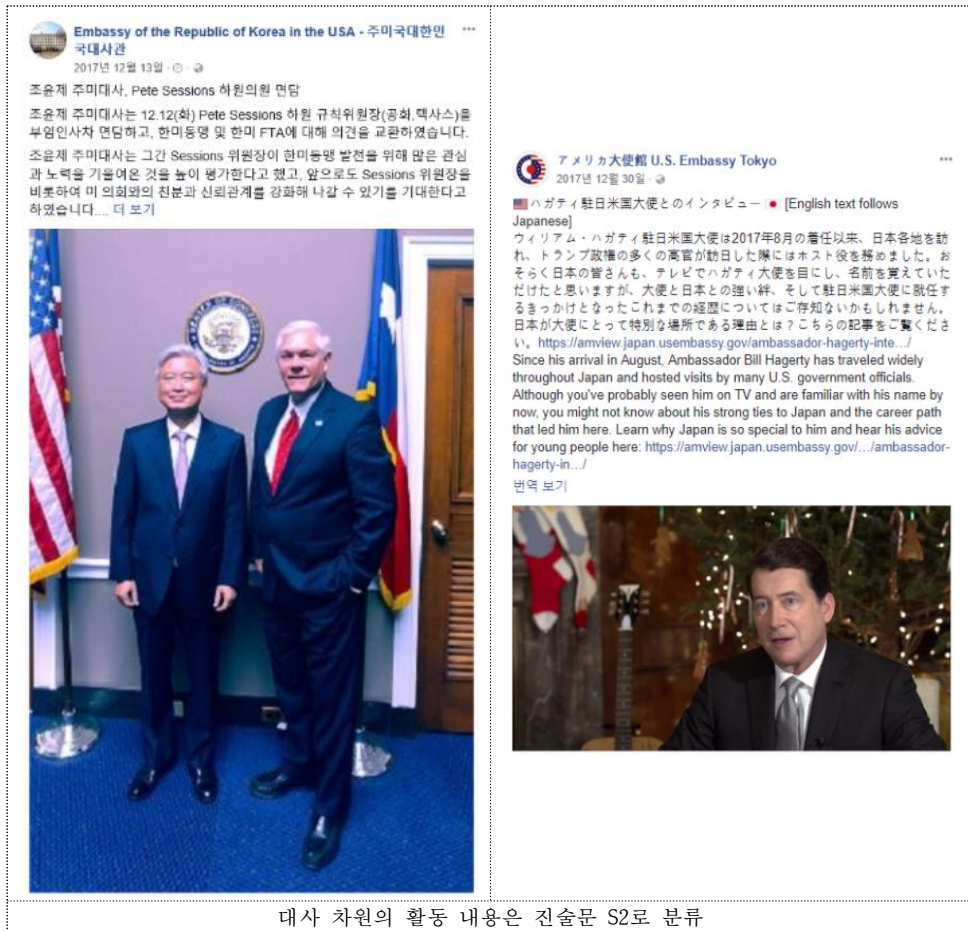 Embassy of the Republic of Korea in the USA - 주미국대한민
국대사관
2017년 12월 13일
조윤제 주미대사, Pete Sessions 하원의원 면담
조윤제 주미대사는 12.12(화) Pete Sessions 하원 규칙위원장(공화,텍사스)을
부임인사차 면담하고, 한미동맹 및 한미 FTA에 대해 의견을 교환하였습니다.
조윤제 주미대사는 그간 Sessions 위원장이 한미동맹 발전을 위해 많은 관심
과 노력을 기울여온 것을 높이 평가한다고 했고, 앞으로도 Sessions 위원장을
비롯하여 미 의회와의 친분과 신뢰관계를 강화해 나갈 수 있기를 기대한다고
하였습니다.... 더 보기
アメリカ大使館 U.S. Embassy Tokyo
2017년 12월 30일
ハガティ駐日米国大使とのインタビュー [English text follows
Japanese]
ウィリアム・ハガティ駐日米国大使は2017年8月の着任以来、日本各地を訪
れ、トランプ政権の多くの高官が訪日した際にはホスト役を務めました。お
そらく日本の皆さんも、テレビでハガティ大使を目にし、名前を覚えていた
だけたと思いますが、大使と日本との強い絆、そして駐日米国大使に就任す
るきっかけとなったこれまでの経歴についてはご存知ないかもしれません。
日本が大使にとって特別な場所である理由とは？こちらの記事をご覧くださ
い。https://amview.japan.usembassy.gov/ambassador-hagerty-inte…/
Since his arrival in August, Ambassador Bill Hagerty has traveled widely
throughout Japan and hosted visits by many U.S. government officials.
Although you've probably seen him on TV and are familiar with his name by
now, you might not know about his strong ties to Japan and the career path
that led him here. Learn why Japan is so special to him and hear his advice
for young people here: https://amview.japan.usembassy.gov/…/ambassador-
hagerty-in…/
번역 보기
대사 차원의 활동 내용은 진술문 S2로 분류